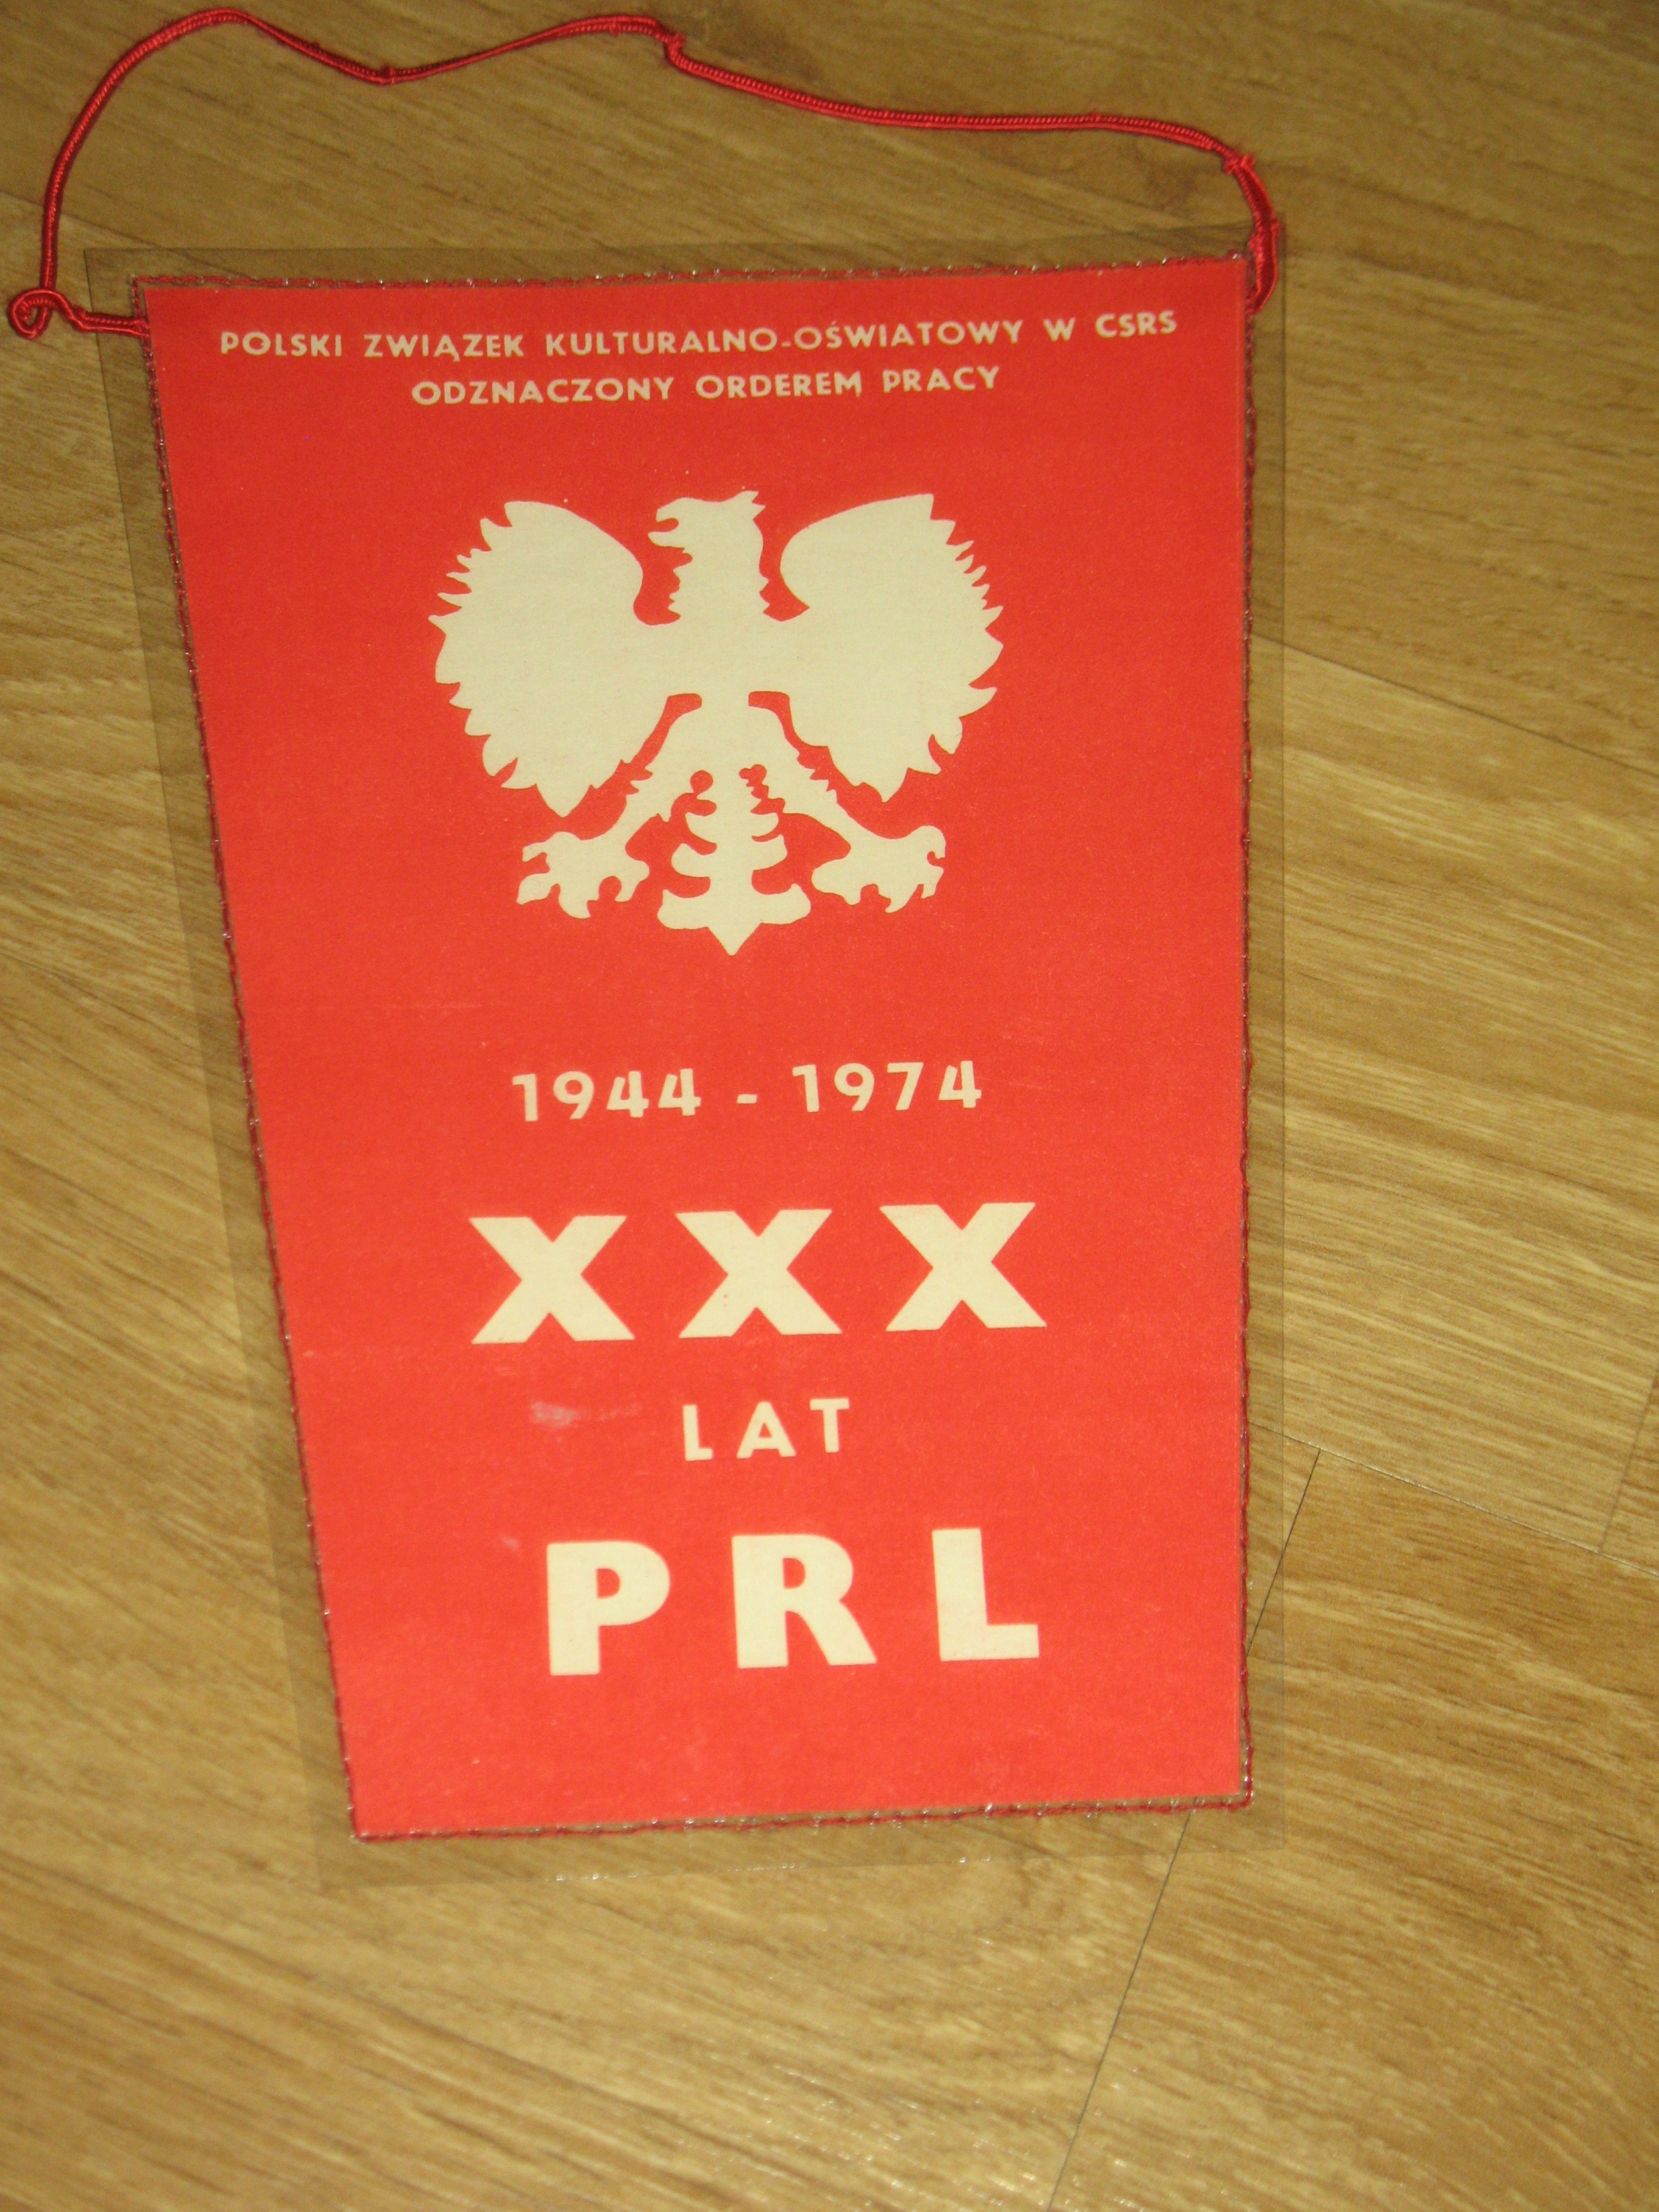 POLSKI ZWIĄZEK KULTURALNO-OŚWIATOWY W CSRS
ODZNACZONY ORDEREM PRACY
1944 - 1974
XXX
LAT
PRL